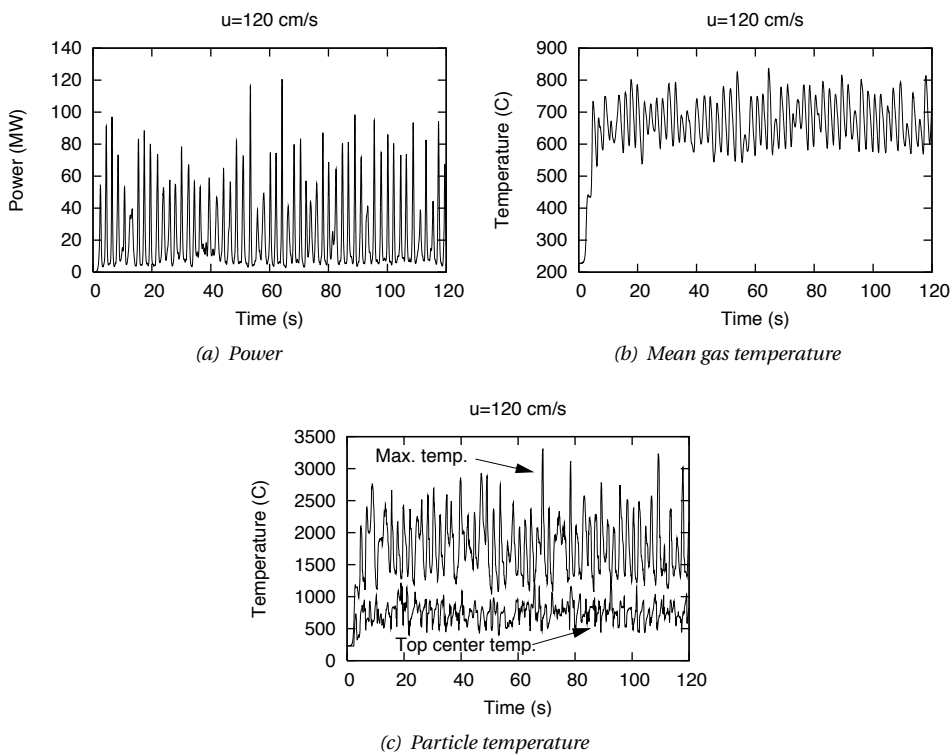 u=120 cm/s
140
120
100
80
60
40
20
0
Power (MW)
0 20 40 60 80 100 120
Time (s)
(a) Power
u=120 cm/s
900
800
700
600
500
400
300
200
Temperature (C)
0 20 40 60 80 100 120
Time (s)
(b) Mean gas temperature
u=120 cm/s
3500
3000
2500
2000
1500
1000
500
0
Temperature (C)
Max. temp.
Top center temp.
0 20 40 60 80 100 120
Time (s)
(c) Particle temperature